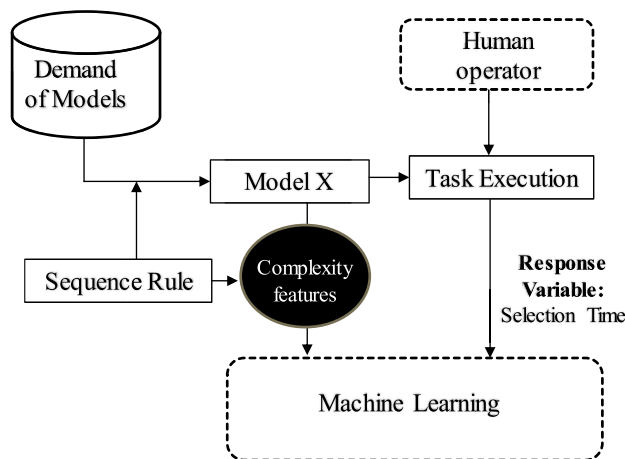 Demand
of Models
Human
operator
Model X
Task Execution
Sequence Rule
Complexity
features
Response
Variable:
Selection Time
Machine Learning